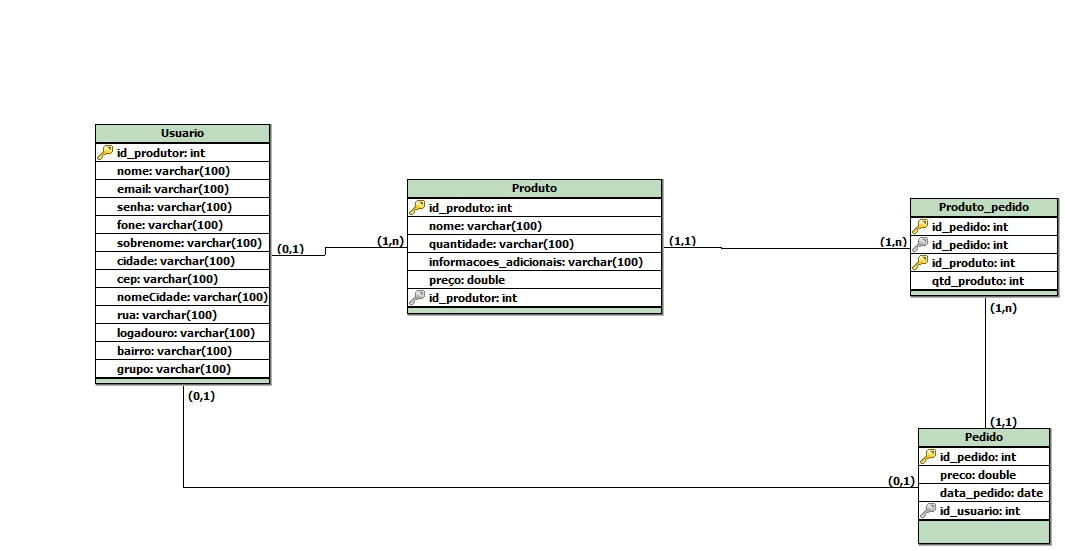 Usuario
id_produtor: int
nome: varchar(100)
email: varchar(100)
senha: varchar(100)
fone: varchar(100)
sobrenome: varchar(100)
cidade: varchar(100)
cep: varchar(100)
nomeCidade: varchar(100)
rua: varchar(100)
logadouro: varchar(100)
bairro: varchar(100)
grupo: varchar(100)
(0,1)
(1,n)
Produto
id_produto: int
nome: varchar(100)
quantidade: varchar(100)
informacoes_adicionais: varchar(100)
preço: double
id_produtor: int
(1,1)
(1,n)
Produto_pedido
id_pedido: int
id_pedido: int
id_produto: int
qtd_produto: int
(1,n)
(1,1)
Pedido
id_pedido: int
preco: double
data_pedido: date
id_usuario: int
(0,1)
(0,1)